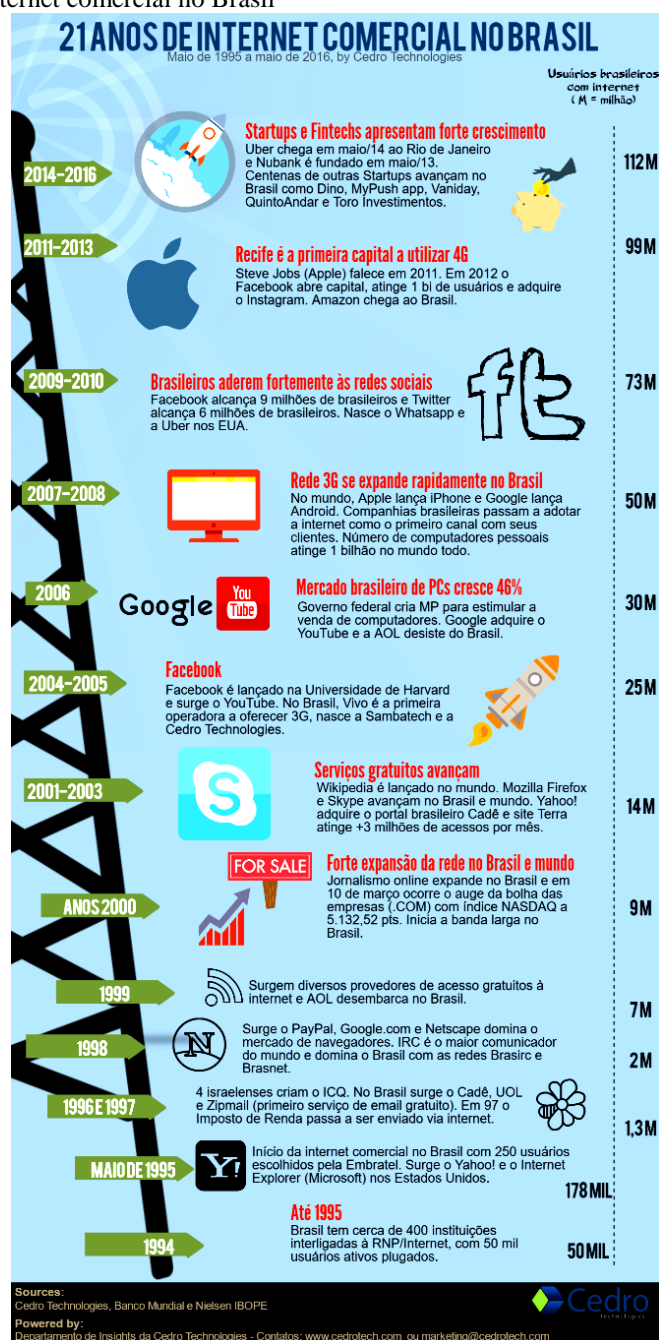 ternet comercial no Brasil
21 ANOS DE INTERNET COMERCIAL NO BRASIL
Maio de 1995 a maio de 2016, by Cedro Technologies
Usuários brasileiros
com internet
( M = milhão)
2014-2016
Startups e Fintechs apresentam forte crescimento
Uber chega em maio/14 ao Rio de Janeiro
e Nubank é fundado em maio/13.
Centenas de outras Startups avançam no
Brasil como Dino, MyPush app, Vaniday,
QuintoAndar e Toro Investimentos.
112M
2011-2013
Recife é a primeira capital a utilizar 4G
Steve Jobs (Apple) falece em 2011. Em 2012 o
Facebook abre capital, atinge 1 bi de usuários e adquire
o Instagram. Amazon chega ao Brasil.
99M
2009-2010
Brasileiros aderem fortemente às redes sociais
Facebook alcança 9 milhões de brasileiros e Twitter
alcança 6 milhões de brasileiros. Nasce o Whatsapp e
a Uber nos EUA.
ft
73M
2007-2008
Rede 3G se expande rapidamente no Brasil
No mundo, Apple lança iPhone e Google lança
Android. Companhias brasileiras passam a adotar
a internet como o primeiro canal com seus
clientes. Número de computadores pessoais
atinge 1 bilhão no mundo todo.
50M
2006
Google
You
Tube
Mercado brasileiro de PCs cresce 46%
Governo federal cria MP para estimular a
venda de computadores. Google adquire o
YouTube e a AOL desiste do Brasil.
30M
2004-2005
Facebook
Facebook é lançado na Universidade de Harvard
e surge o YouTube. No Brasil, Vivo é a primeira
operadora a oferecer 3G, nasce a Sambatech e a
Cedro Technologies.
25M
2001-2003
S
Serviços gratuitos avançam
Wikipedia é lançado no mundo. Mozilla Firefox
e Skype avançam no Brasil e mundo. Yahoo!
adquire o portal brasileiro Cadê e site Terra
atinge +3 milhões de acessos por mês.
14M
ANOS 2000
FOR SALE
Forte expansão da rede no Brasil e mundo
Jornalismo online expande no Brasil e em
10 de março ocorre o auge da bolha das
empresas (.COM) com índice NASDAQ a
5.132,52 pts. Inicia a banda larga no
Brasil.
9M
1999
Surgem diversos provedores de acesso gratuitos à
internet e AOL desembarca no Brasil.
7M
1998
N
Surge o PayPal, Google.com e Netscape domina o
mercado de navegadores. IRC é o maior comunicador
do mundo e domina o Brasil com as redes Brasirc e
Brasnet.
2M
1996 E 1997
4 israelenses criam o ICQ. No Brasil surge o Cadê, UOL
e Zipmail (primeiro serviço de email gratuito). Em 97 o
Imposto de Renda passa a ser enviado via internet.
1,3M
MAIO DE 1995
Y!
Início da internet comercial no Brasil com 250 usuários
escolhidos pela Embratel. Surge o Yahoo! e o Internet
Explorer (Microsoft) nos Estados Unidos.
178 MIL
1994
Até 1995
Brasil tem cerca de 400 instituições
interligadas à RNP/Internet, com 50 mil
usuários ativos plugados.
50 MIL
Sources:
Cedro Technologies, Banco Mundial e Nielsen IBOPE
Cedro
technologies
Powered by:
Departamento de Insights da Cedro Technologies - Contatos: www.cedrotech.com ou marketing@cedrotech.com